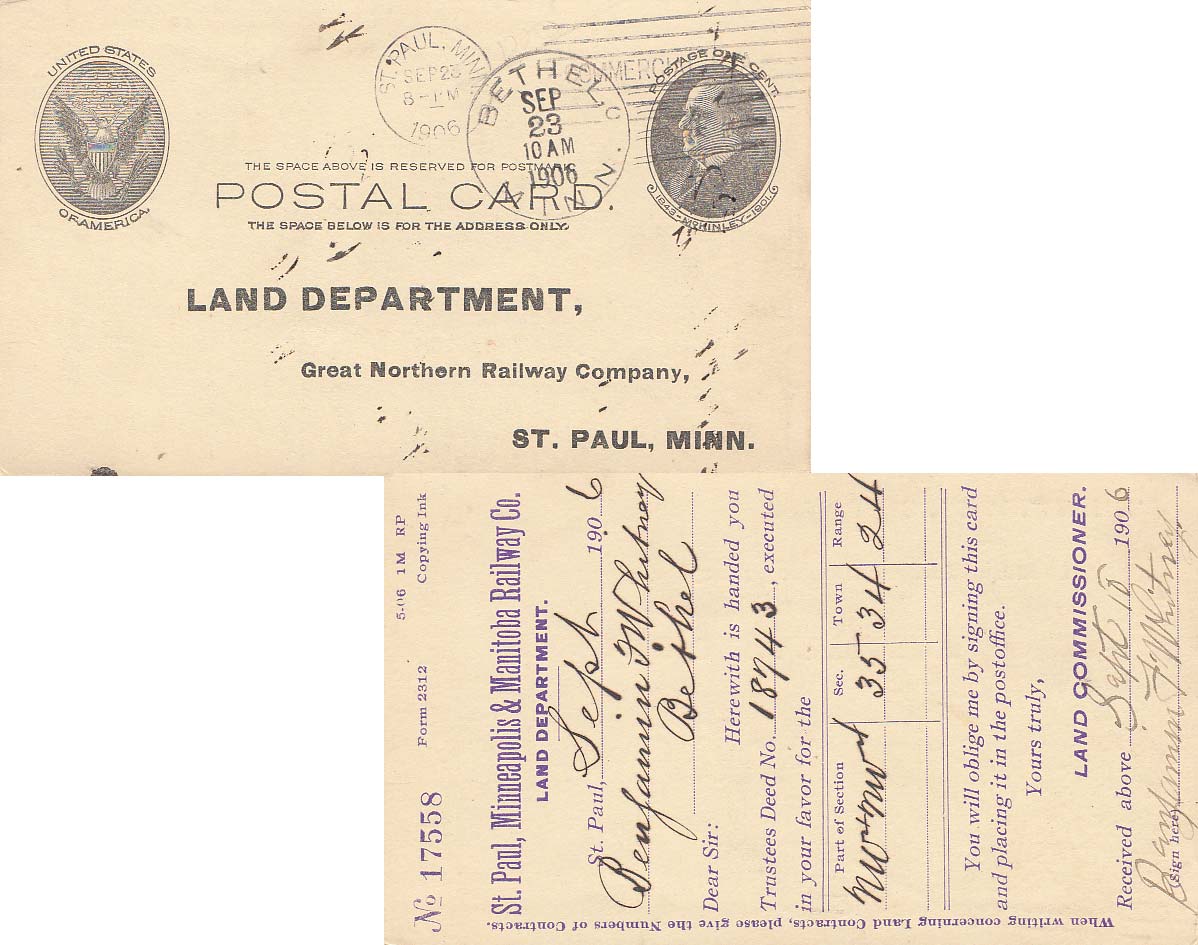 UNITED STATES
OF AMERICA.
ST. PAUL, MINN.
SEP 23
8-PM
1906
BETHEL,
SEP
23
10 AM
1906
MINN.
POSTAGE ONE CENT.
1843-McKINLEY-1901.
THE SPACE ABOVE IS RESERVED FOR POSTMARK
POSTAL CARD.
THE SPACE BELOW IS FOR THE ADDRESS ONLY.
LAND DEPARTMENT,
Great Northern Railway Company,
ST. PAUL, MINN.
No 17558 Form 2312 5.06 1M RP
Copying Ink
St. Paul, Minneapolis & Manitoba Railway Co.
LAND DEPARTMENT.
St. Paul, Sept 1906
Benjamin F Whitney
Bethel
Dear Sir:
Herewith is handed you
Trustees Deed No. 18743, executed
in your favor for the
Part of Section Sec. Town Range
35 34 24
You will oblige me by signing this card
and placing it in the postoffice.
Yours truly,
LAND COMMISSIONER.
Received above Sept 1906
Benjamin F Whitney
Sign here
When writing concerning Land Contracts, please give the Numbers of Contracts.